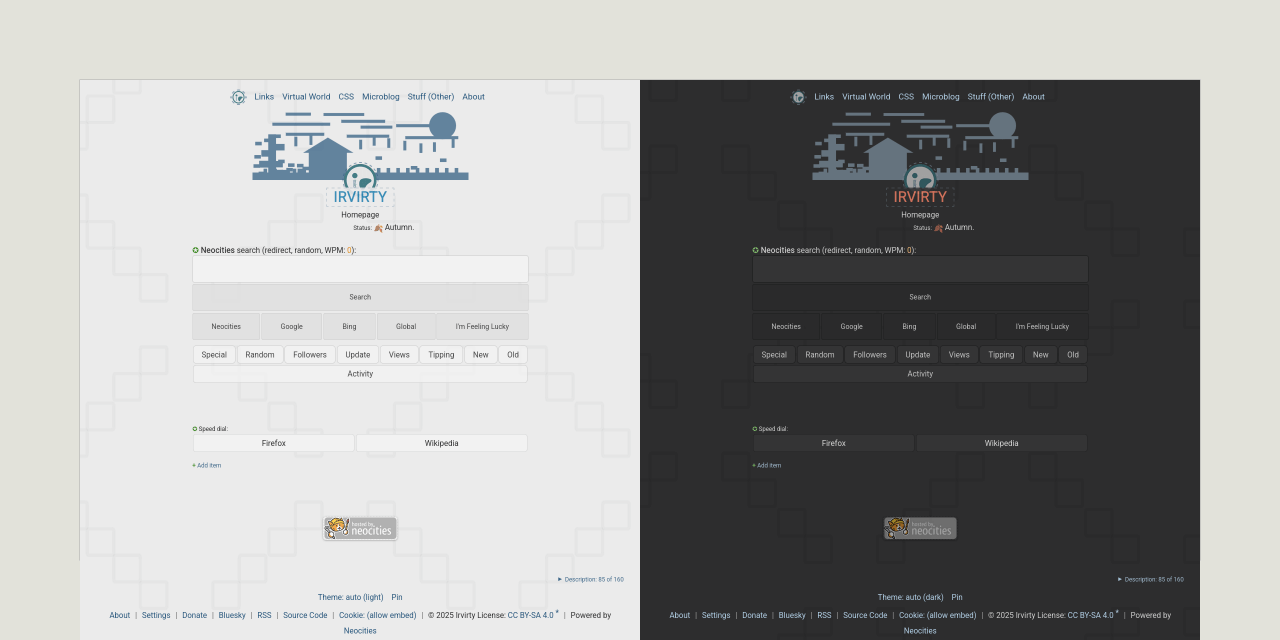 Links Virtual World CSS Microblog Stuff (Other) About
IRVIRTY
Homepage
Status: 🍂 Autumn.
✪ Neocities search (redirect, random, WPM: 0):
Search
Neocities Google Bing Global I'm Feeling Lucky
Special Random Followers Update Views Tipping New Old
Activity
✪ Speed dial:
Firefox Wikipedia
+ Add item
hosted by
neocities
► Description: 85 of 160
Theme: auto (light) Pin
About | Settings | Donate | Bluesky | RSS | Source Code | Cookie: (allow embed) | © 2025 Irvirty License: CC BY-SA 4.0 * | Powered by
Neocities
Links Virtual World CSS Microblog Stuff (Other) About
IRVIRTY
Homepage
Status: 🍂 Autumn.
✪ Neocities search (redirect, random, WPM: 0):
Search
Neocities Google Bing Global I'm Feeling Lucky
Special Random Followers Update Views Tipping New Old
Activity
✪ Speed dial:
Firefox Wikipedia
+ Add item
hosted by
neocities
► Description: 85 of 160
Theme: auto (dark) Pin
About | Settings | Donate | Bluesky | RSS | Source Code | Cookie: (allow embed) | © 2025 Irvirty License: CC BY-SA 4.0 * | Powered by
Neocities